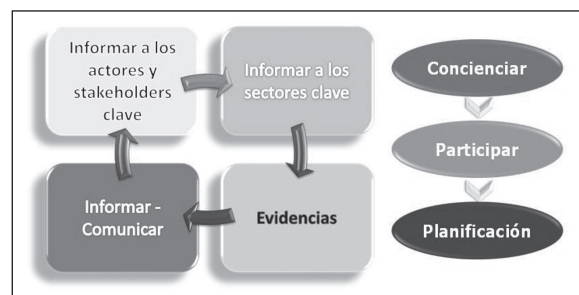 Informar a los
actores y
stakeholders
clave
Informar a los
sectores clave
Informar -
Comunicar
Evidencias
Concienciar
Participar
Planificación